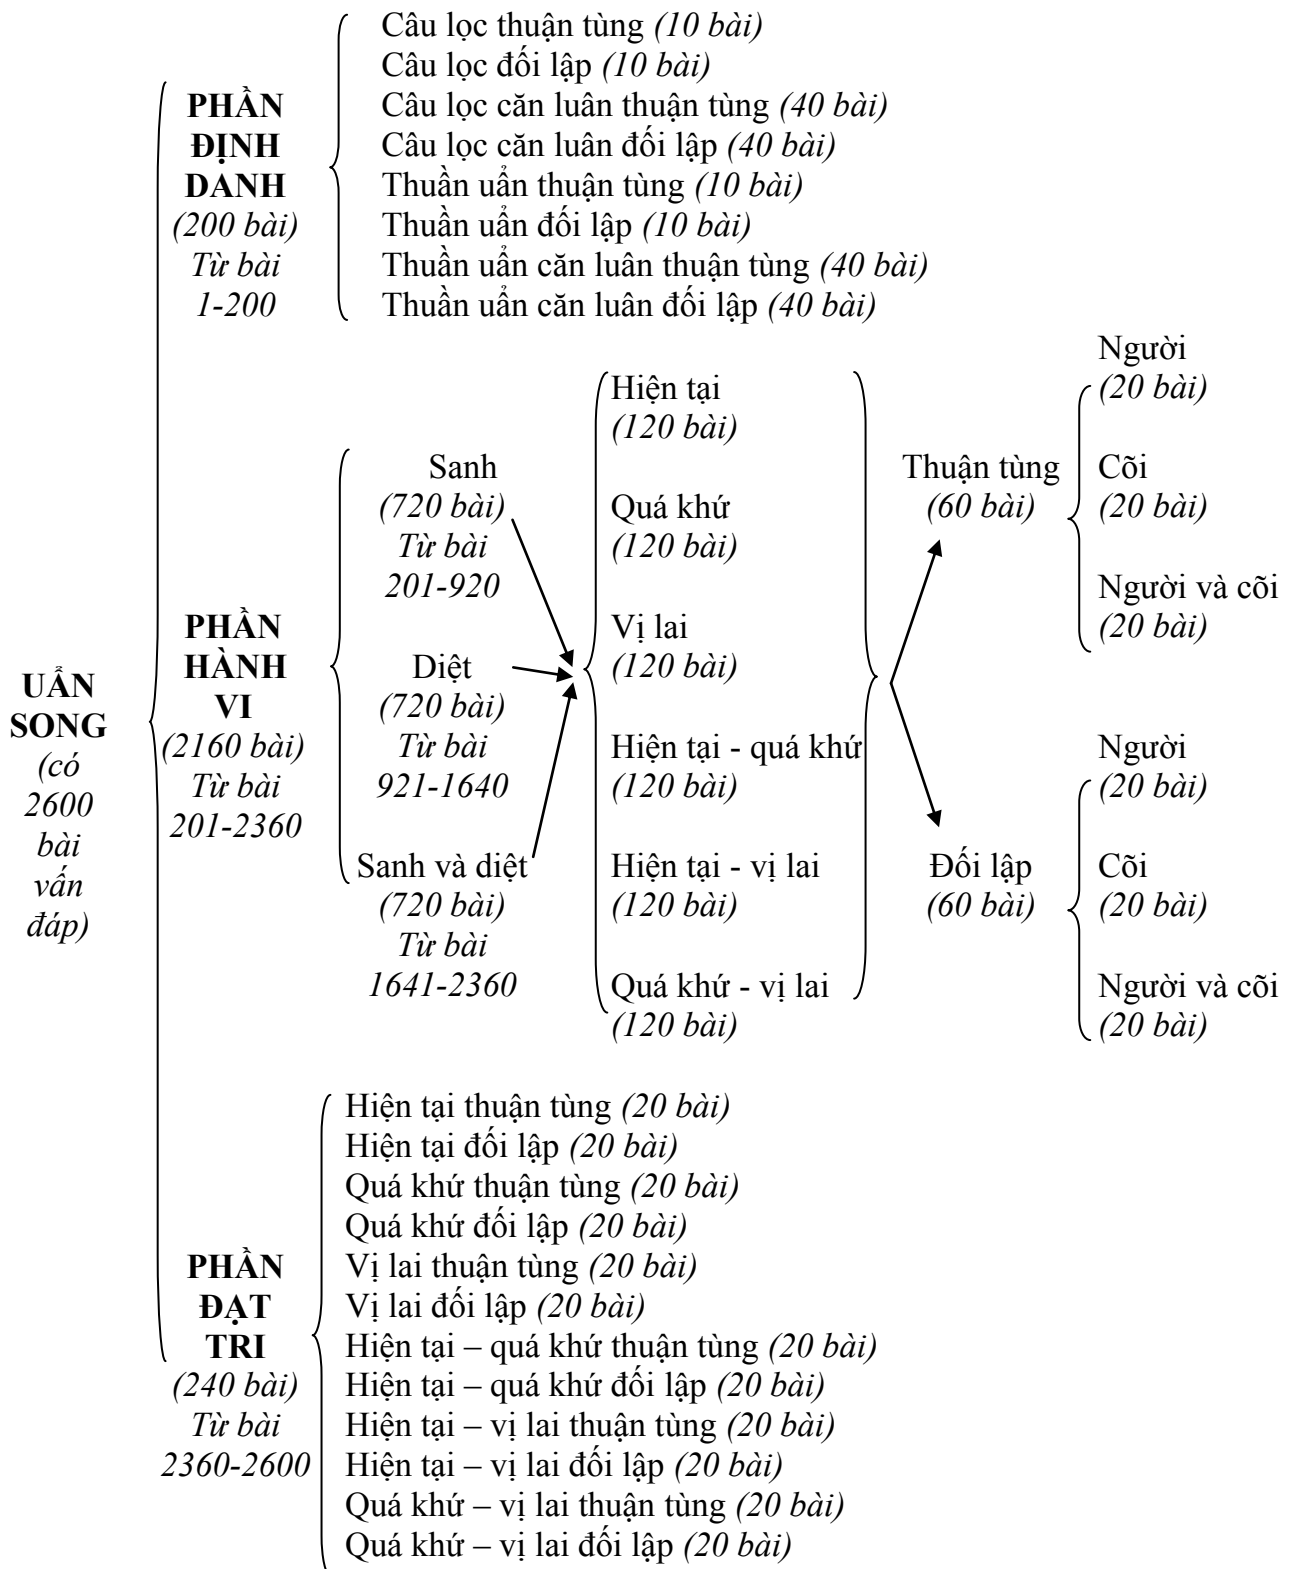 UẨN
SONG
(có
2600
bài
vấn
đáp)
PHẦN
ĐỊNH
DANH
(200 bài)
Từ bài
1-200
Câu lọc thuận tùng (10 bài)
Câu lọc đối lập (10 bài)
Câu lọc căn luân thuận tùng (40 bài)
Câu lọc căn luân đối lập (40 bài)
Thuần uẩn thuận tùng (10 bài)
Thuần uẩn đối lập (10 bài)
Thuần uẩn căn luân thuận tùng (40 bài)
Thuần uẩn căn luân đối lập (40 bài)
PHẦN
HÀNH
VI
(2160 bài)
Từ bài
201-2360
Sanh
(720 bài)
Từ bài
201-920
Diệt
(720 bài)
Từ bài
921-1640
Sanh và diệt
(720 bài)
Từ bài
1641-2360
Hiện tại
(120 bài)
Quá khứ
(120 bài)
Vị lai
(120 bài)
Hiện tại - quá khứ
(120 bài)
Hiện tại - vị lai
(120 bài)
Quá khứ - vị lai
(120 bài)
Thuận tùng
(60 bài)
Người
(20 bài)
Cõi
(20 bài)
Người và cõi
(20 bài)
Đối lập
(60 bài)
Người
(20 bài)
Cõi
(20 bài)
Người và cõi
(20 bài)
PHẦN
ĐẠT
TRI
(240 bài)
Từ bài
2360-2600
Hiện tại thuận tùng (20 bài)
Hiện tại đối lập (20 bài)
Quá khứ thuận tùng (20 bài)
Quá khứ đối lập (20 bài)
Vị lai thuận tùng (20 bài)
Vị lai đối lập (20 bài)
Hiện tại – quá khứ thuận tùng (20 bài)
Hiện tại – quá khứ đối lập (20 bài)
Hiện tại – vị lai thuận tùng (20 bài)
Hiện tại – vị lai đối lập (20 bài)
Quá khứ – vị lai thuận tùng (20 bài)
Quá khứ – vị lai đối lập (20 bài)